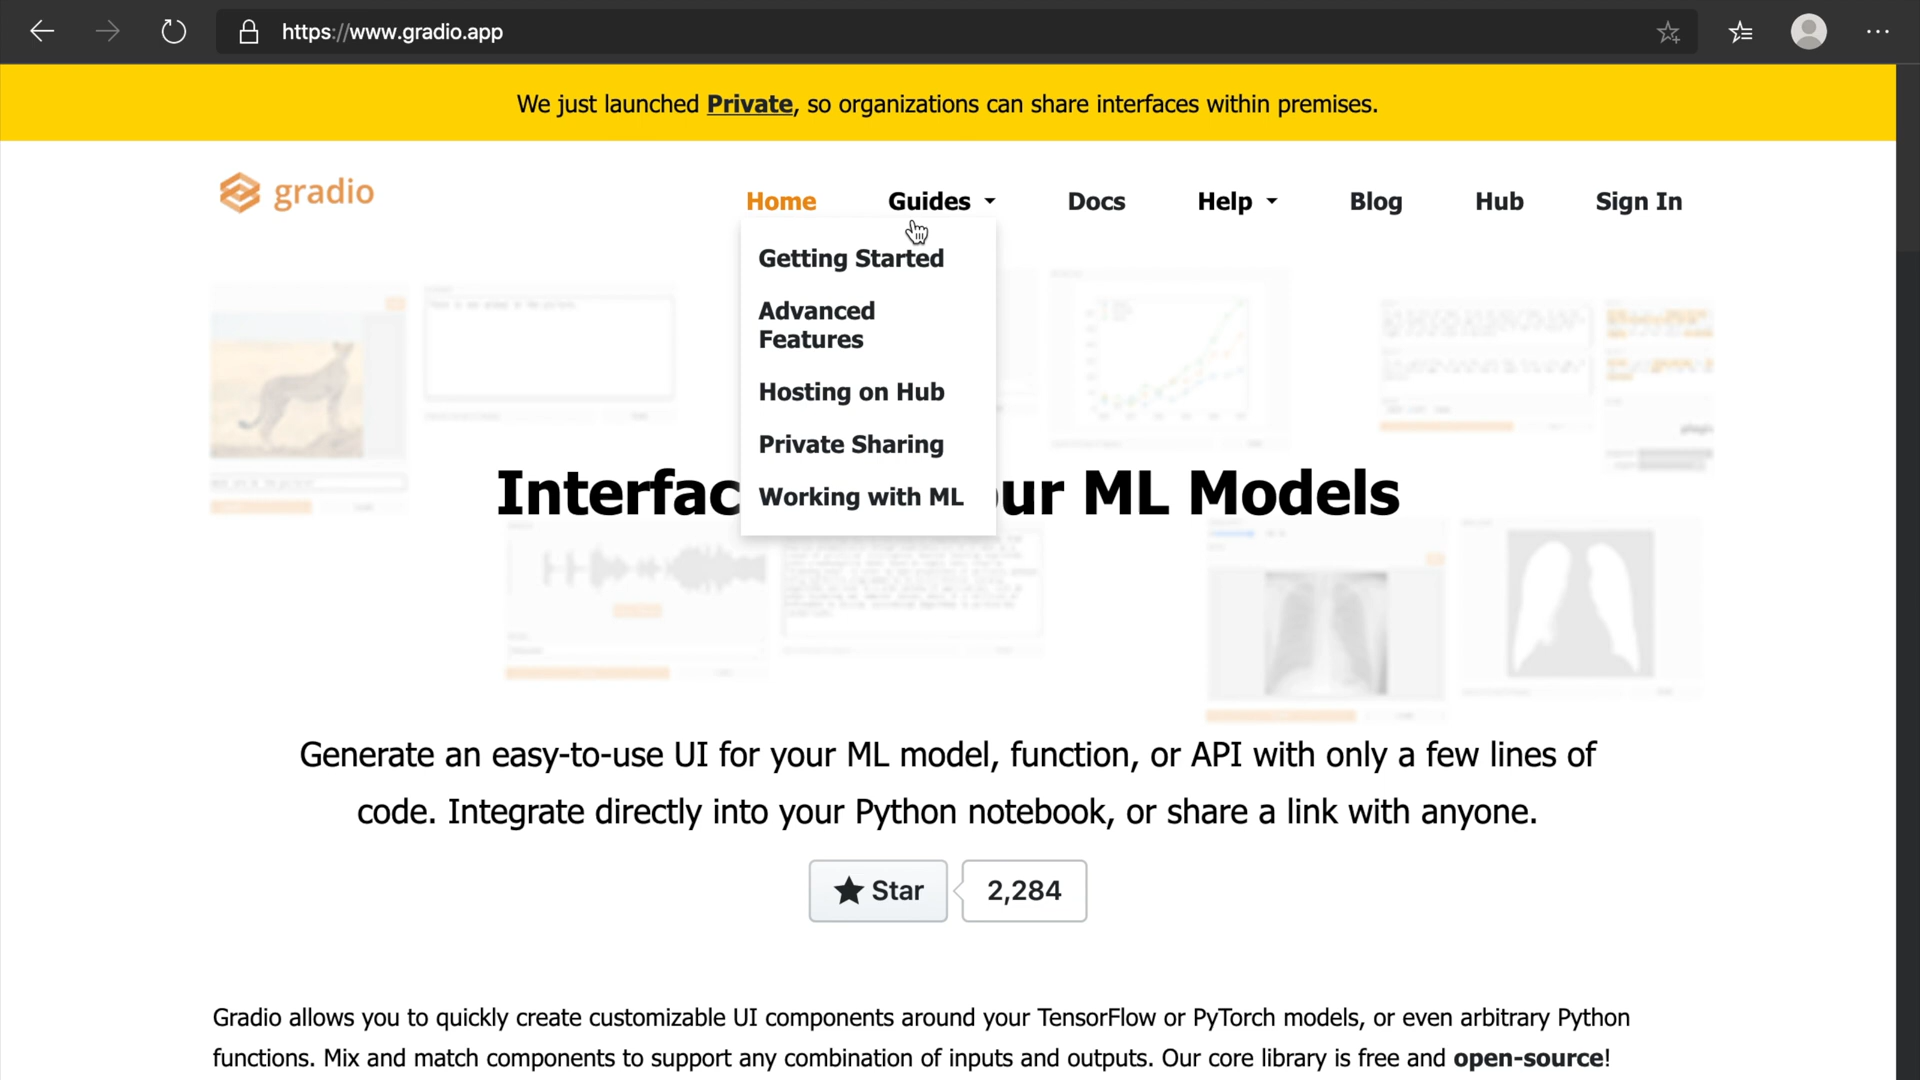 https://www.gradio.app
We just launched Private, so organizations can share interfaces within premises.
gradio
Home
Guides
Docs
Help
Blog
Hub
Sign In
Getting Started
Advanced
Features
Hosting on Hub
Private Sharing
Working with ML
Interfac ur ML Models
Generate an easy-to-use UI for your ML model, function, or API with only a few lines of
code. Integrate directly into your Python notebook, or share a link with anyone.
Star
2,284
Gradio allows you to quickly create customizable UI components around your TensorFlow or PyTorch models, or even arbitrary Python
functions. Mix and match components to support any combination of inputs and outputs. Our core library is free and open-source!